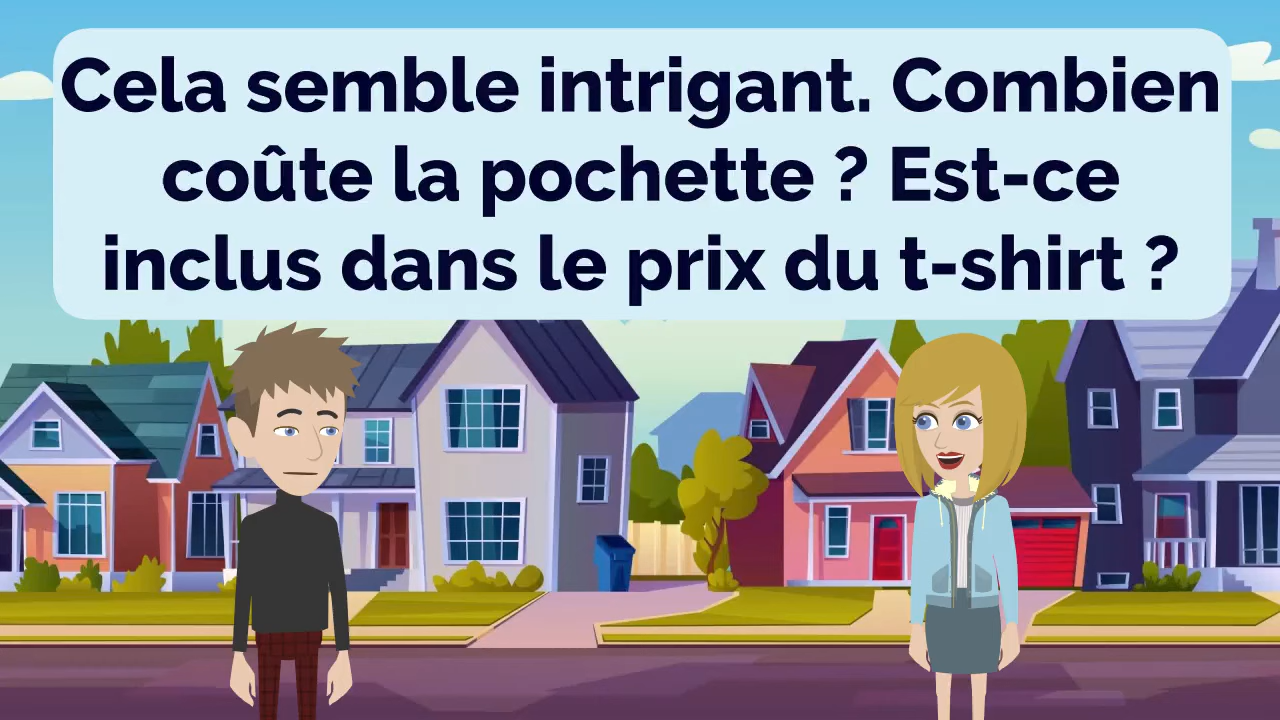 Cela semble intrigant. Combien
coûte la pochette ? Est-ce
inclus dans le prix du t-shirt ?